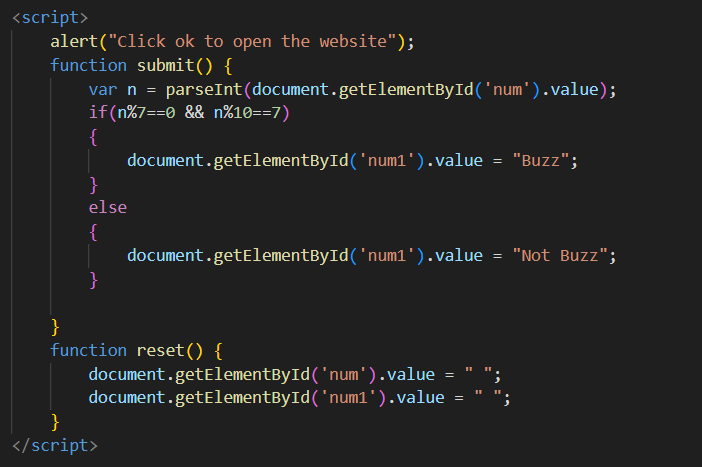 <script>
    alert("Click ok to open the website");
    function submit() {
        var n = parseInt(document.getElementById('num').value);
        if(n%7==0 && n%10==7)
        {
            document.getElementById('num1').value = "Buzz";
        }
        else
        {
            document.getElementById('num1').value = "Not Buzz";
        }

    }
    function reset() {
        document.getElementById('num').value = " ";
        document.getElementById('num1').value = " ";
    }
</script>